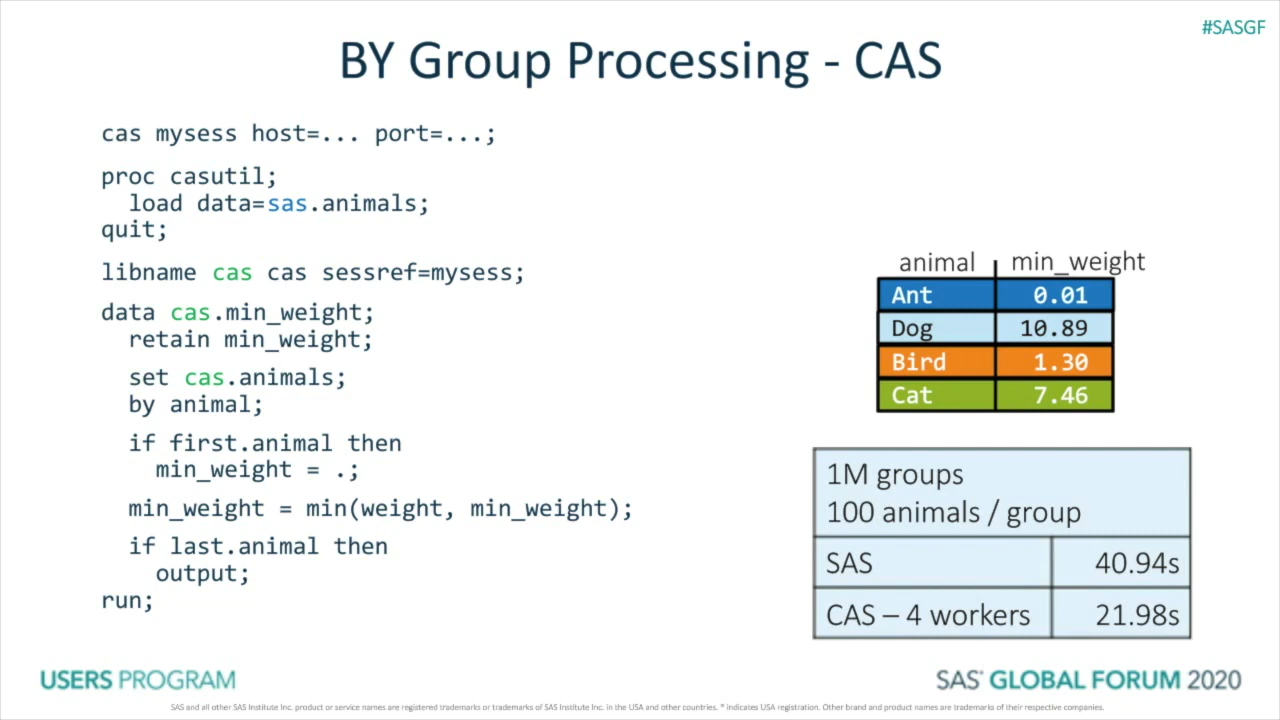 #SASGF
BY Group Processing - CAS
cas mysess host=... port=...;
proc casutil;
load data=sas.animals;
quit;
libname cas cas sessref=mysess;
data cas.min_weight;
retain min_weight;
set cas.animals;
by animal;
if first.animal then
min_weight = .;
min_weight = min(weight, min_weight);
if last.animal then
output;
run;
animal min_weight
Ant 0.01
Dog 10.89
Bird 1.30
Cat 7.46
1M groups
100 animals / group
SAS 40.94s
CAS – 4 workers 21.98s
USERS PROGRAM
SAS® GLOBAL FORUM 2020
SAS and all other SAS Institute Inc. product or service names are registered trademarks or trademarks of SAS Institute Inc. in the USA and other countries. ® indicates USA registration. Other brand and product names are trademarks of their respective companies.